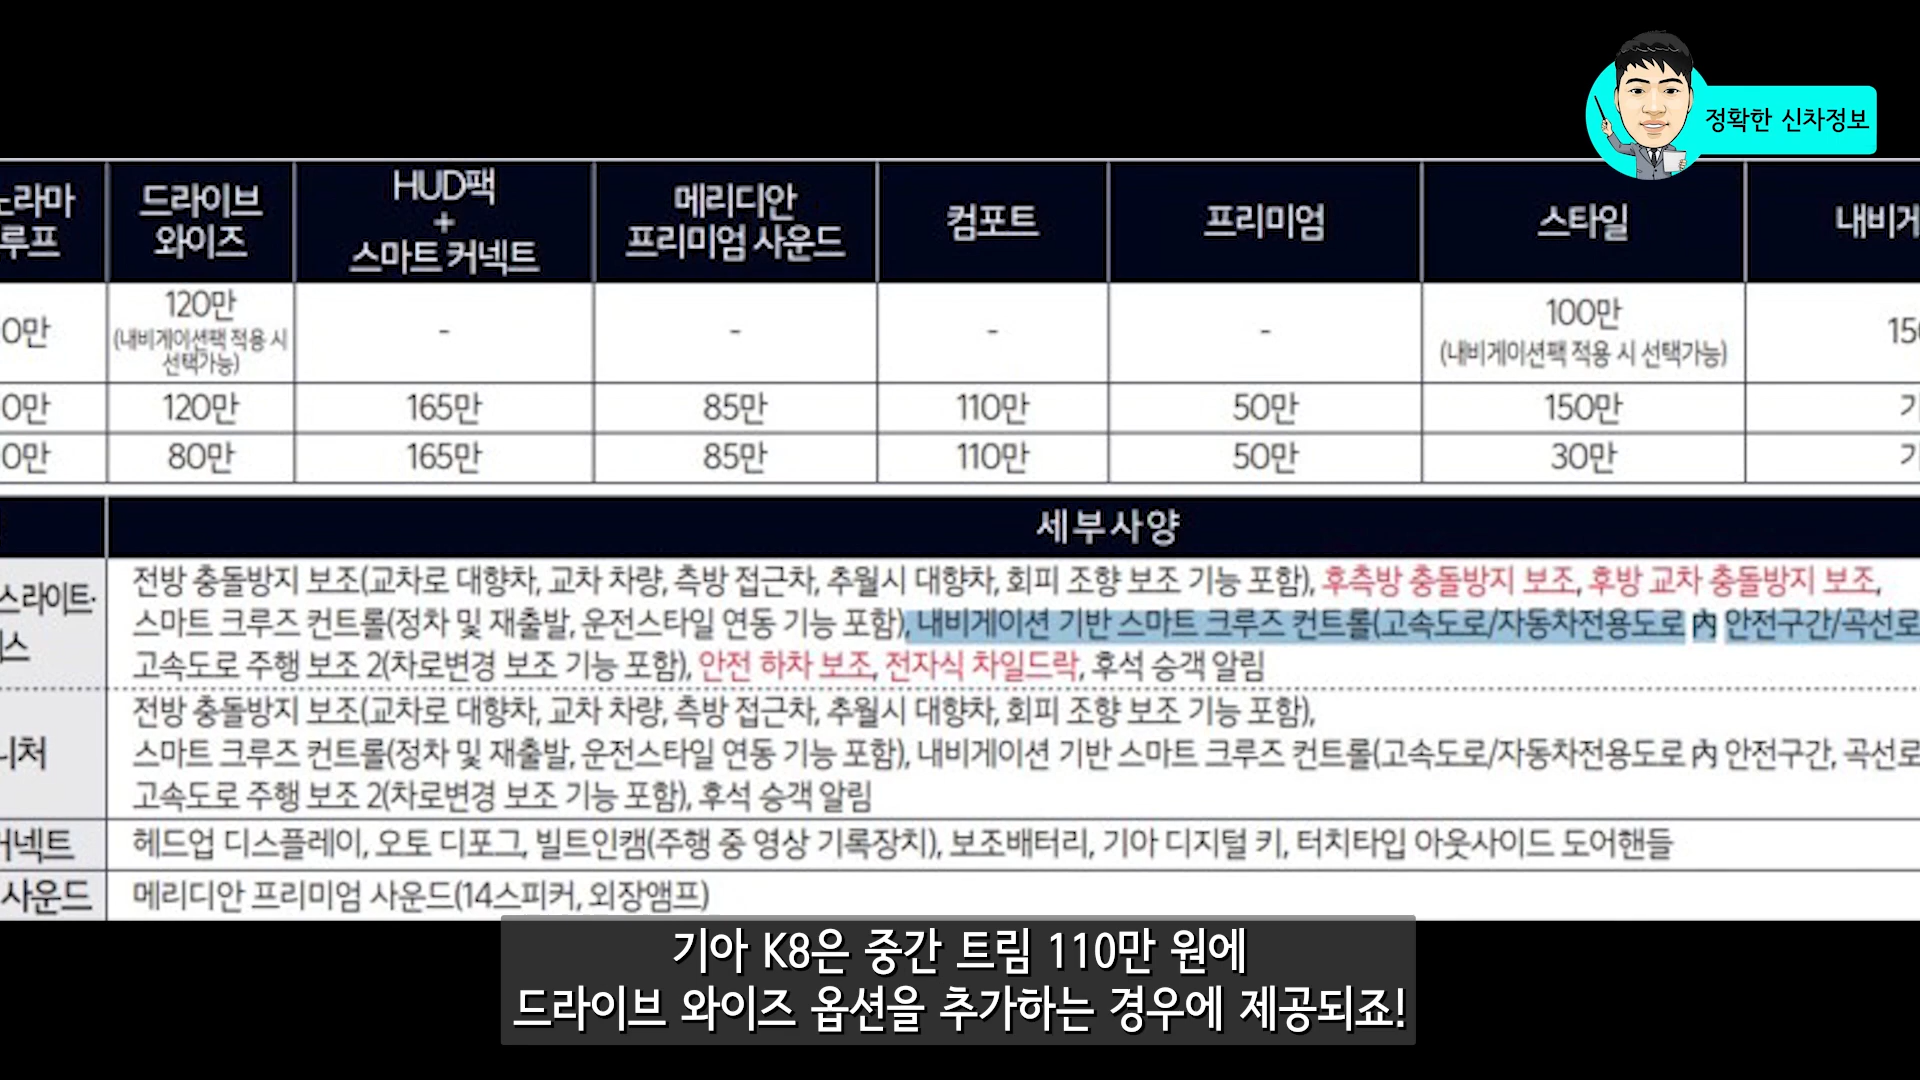 정확한 신차정보
노라마 루프
드라이브 와이즈
HUD팩 + 스마트 커넥트
메리디안 프리미엄 사운드
컴포트
프리미엄
스타일
내비게
0만
120만 (내비게이션팩 적용 시 선택가능)
-
-
-
-
100만 (내비게이션팩 적용 시 선택가능)
15
0만 120만 165만 85만 110만 50만 150만 기
0만 80만 165만 85만 110만 50만 30만 기
세부사양
스라이트·
전방 충돌방지 보조(교차로 대향차, 교차 차량, 측방 접근차, 추월시 대향차, 회피 조향 보조 기능 포함), 후측방 충돌방지 보조, 후방 교차 충돌방지 보조,
스마트 크루즈 컨트롤(정차 및 재출발, 운전스타일 연동 기능 포함), 내비게이션 기반 스마트 크루즈 컨트롤(고속도로/자동차전용도로 內 안전구간/곡선로
고속도로 주행 보조 2(차로변경 보조 기능 포함), 안전 하차 보조, 전자식 차일드락, 후석 승객 알림
니처
전방 충돌방지 보조(교차로 대향차, 교차 차량, 측방 접근차, 추월시 대향차, 회피 조향 보조 기능 포함),
스마트 크루즈 컨트롤(정차 및 재출발, 운전스타일 연동 기능 포함), 내비게이션 기반 스마트 크루즈 컨트롤(고속도로/자동차전용도로 內 안전구간, 곡선로
고속도로 주행 보조 2(차로변경 보조 기능 포함), 후석 승객 알림
커넥트 헤드업 디스플레이, 오토 디포그, 빌트인캠(주행 중 영상 기록장치), 보조배터리, 기아 디지털 키, 터치타입 아웃사이드 도어핸들
사운드 메리디안 프리미엄 사운드(14스피커, 외장앰프)
기아 K8은 중간 트림 110만 원에
드라이브 와이즈 옵션을 추가하는 경우에 제공되죠!